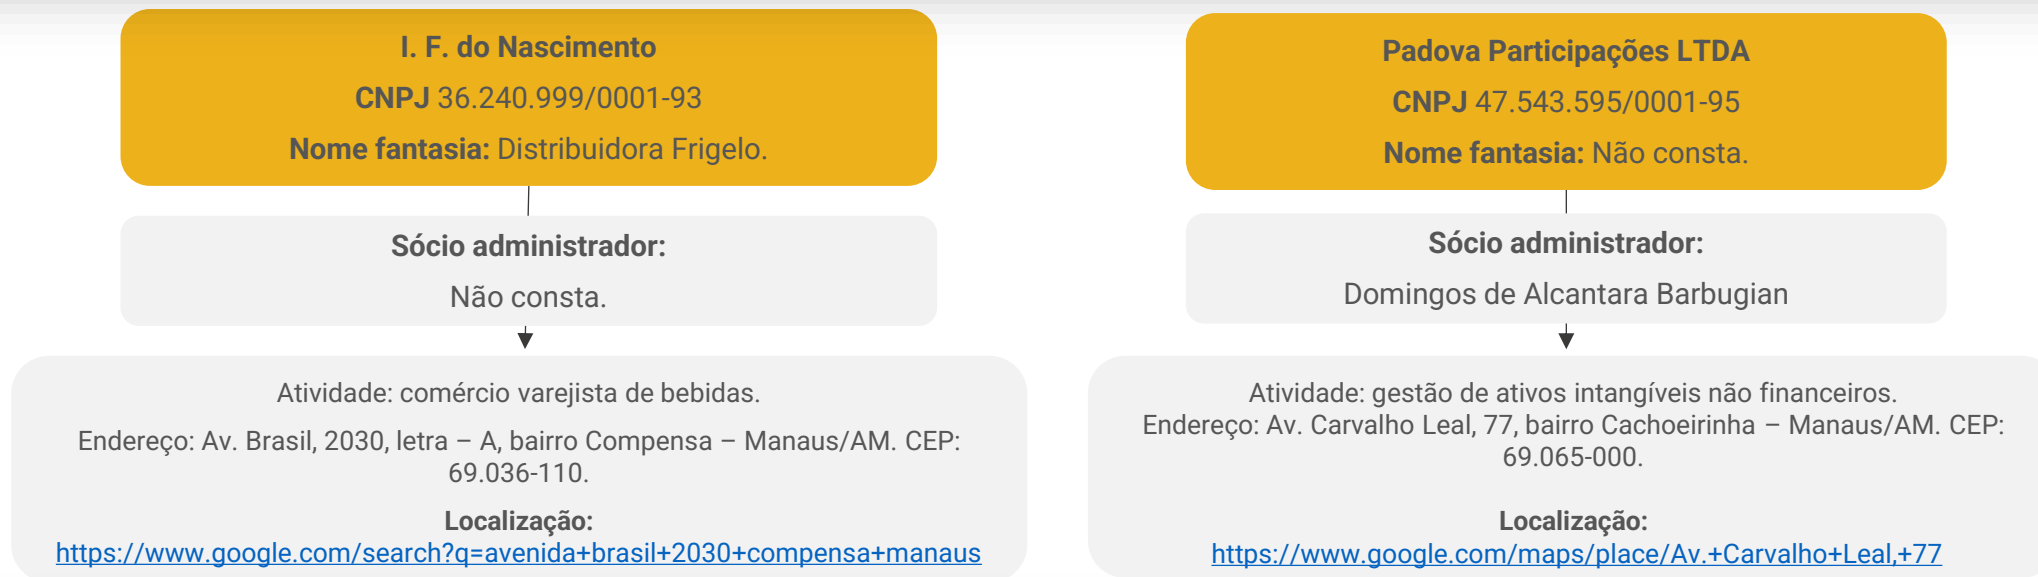 I. F. do Nascimento
CNPJ 36.240.999/0001-93
Nome fantasia: Distribuidora Frigelo.
Sócio administrador:
Não consta.
Atividade: comércio varejista de bebidas.
Endereço: Av. Brasil, 2030, letra – A, bairro Compensa – Manaus/AM. CEP:
69.036-110.
Localização:
https://www.google.com/search?q=avenida+brasil+2030+compensa+manaus
Padova Participações LTDA
CNPJ 47.543.595/0001-95
Nome fantasia: Não consta.
Sócio administrador:
Domingos de Alcantara Barbugian
Atividade: gestão de ativos intangíveis não financeiros.
Endereço: Av. Carvalho Leal, 77, bairro Cachoeirinha – Manaus/AM. CEP:
69.065-000.
Localização:
https://www.google.com/maps/place/Av.+Carvalho+Leal,+77